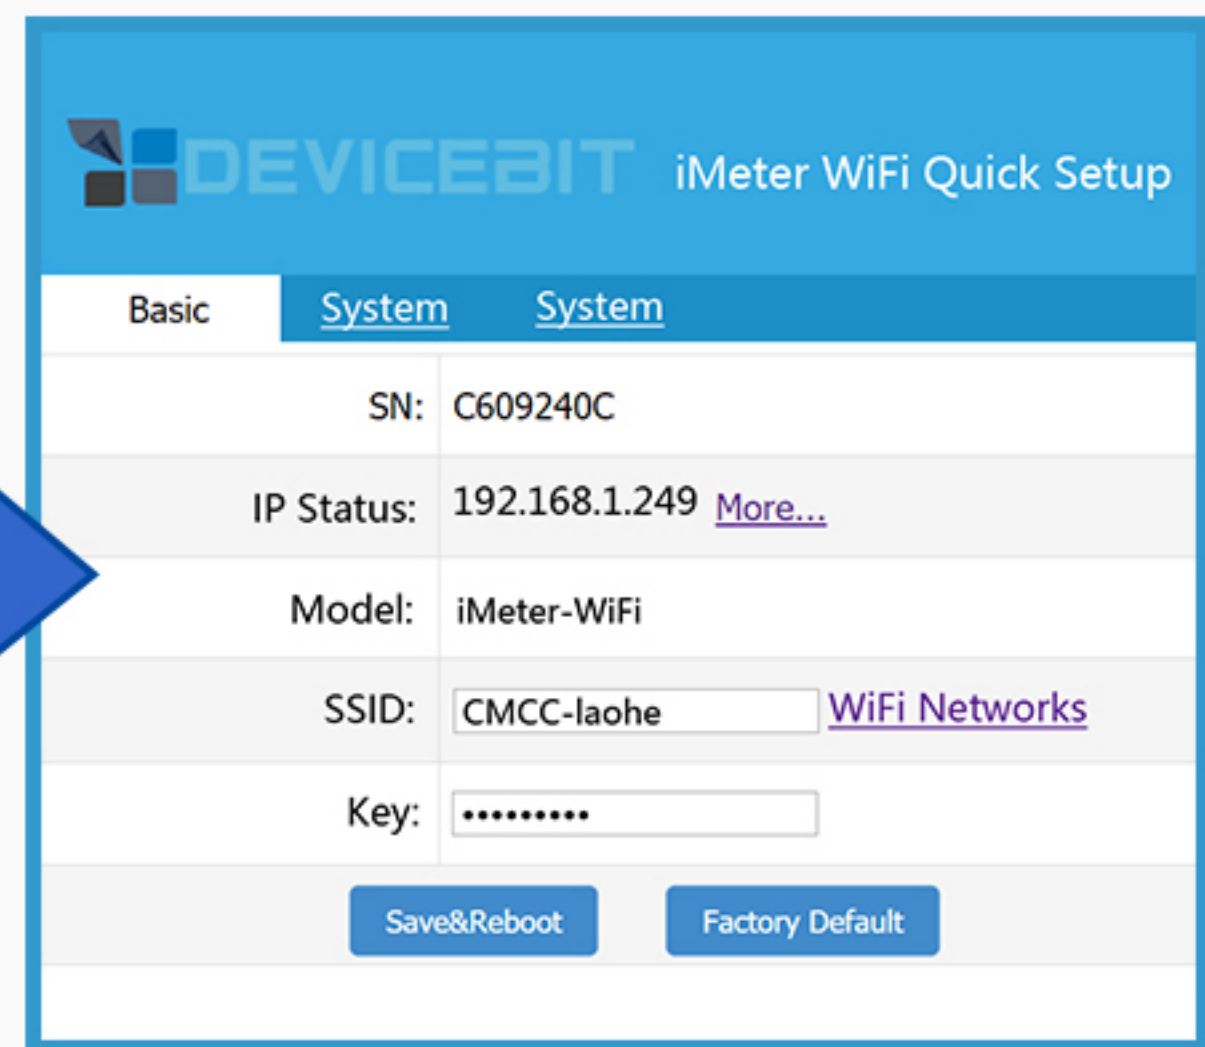 DEVICEBIT iMeter WiFi Quick Setup
Basic System System
SN: C609240C
IP Status: 192.168.1.249 More...
Model: iMeter-WiFi
SSID: CMCC-laohe WiFi Networks
Key: •••••••••
Save&Reboot Factory Default